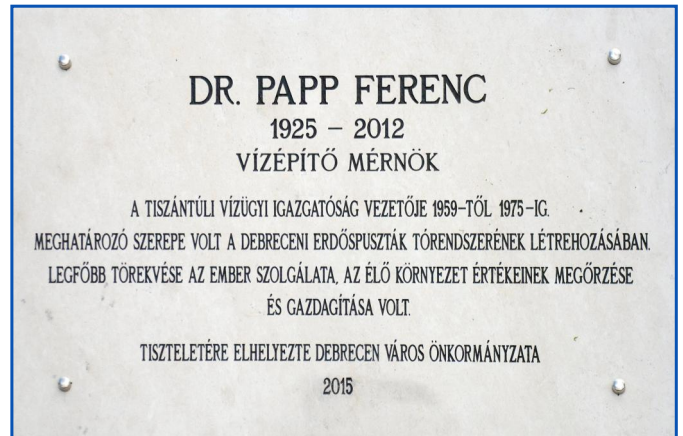 DR. PAPP FERENC
1925 – 2012
VÍZÉPÍTŐ MÉRNÖK
A TISZÁNTÚLI VÍZÜGYI IGAZGATÓSÁG VEZETŐJE 1959-TŐL 1975-IG.
MEGHATÁROZÓ SZEREPE VOLT A DEBRECENI ERDŐSPUSZTÁK TÓRENDSZERÉNEK LÉTREHOZÁSÁBAN.
LEGFŐBB TÖREKVÉSE AZ EMBER SZOLGÁLATA, AZ ÉLŐ KÖRNYEZET ÉRTÉKEINEK MEGŐRZÉSE
ÉS GAZDAGÍTÁSA VOLT.
TISZTELETÉRE ELHELYEZTE DEBRECEN VÁROS ÖNKORMÁNYZATA
2015